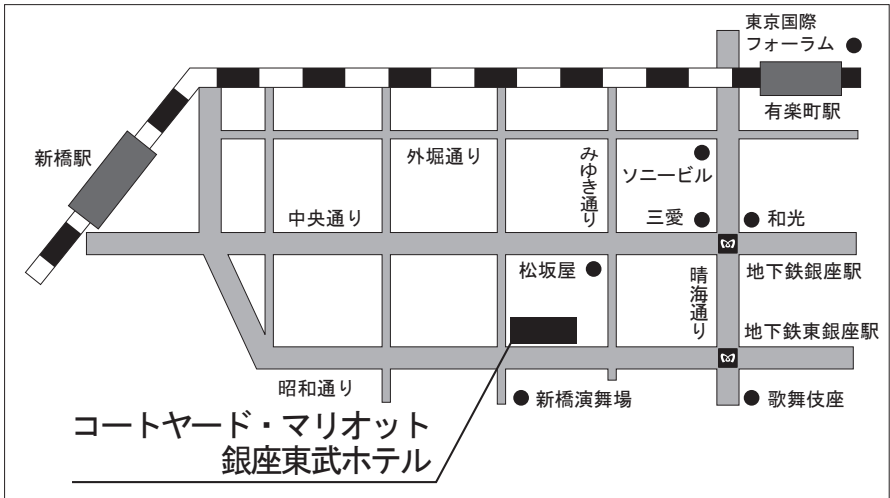 東京国際
フォーラム
有楽町駅
新橋駅
外堀通り
みゆき通り
ソニービル
中央通り
三愛
和光
松坂屋
晴海通り
地下鉄銀座駅
地下鉄東銀座駅
昭和通り
新橋演舞場
歌舞伎座
コートヤード・マリオット
銀座東武ホテル